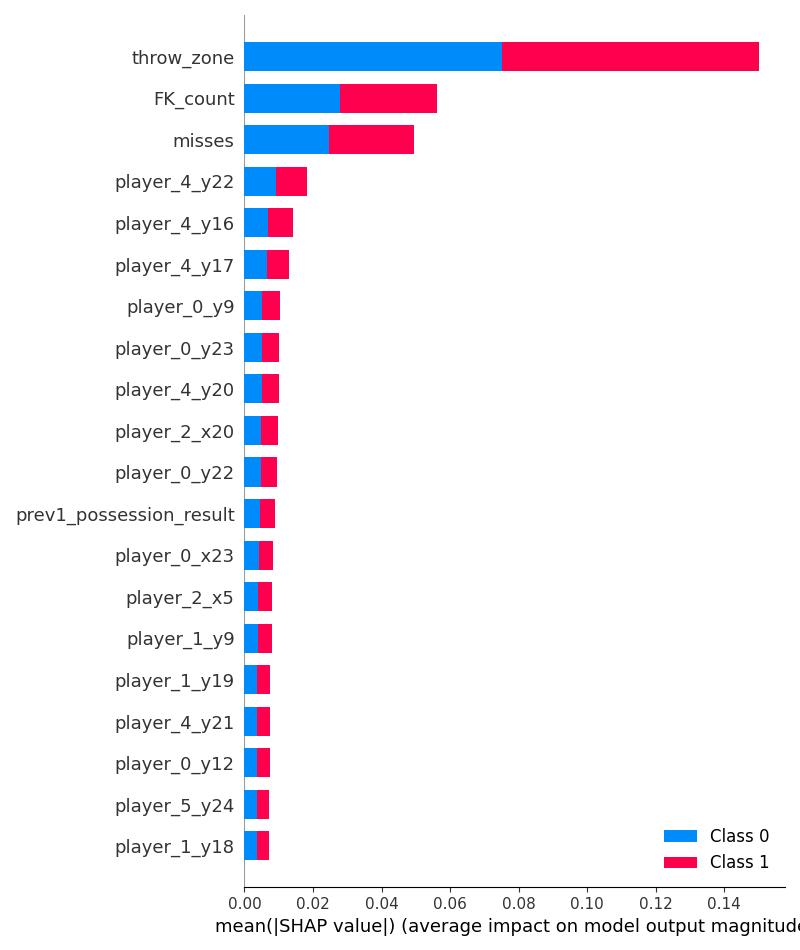 throw_zone
FK_count
misses
player_4_y22
player_4_y16
player_4_y17
player_0_y9
player_0_y23
player_4_y20
player_2_x20
player_0_y22
prev1_possession_result
player_0_x23
player_2_x5
player_1_y9
player_1_y19
player_4_y21
player_0_y12
player_5_y24
player_1_y18
Class 0
Class 1
0.00 0.02 0.04 0.06 0.08 0.10 0.12 0.14
mean(|SHAP value|) (average impact on model output magnitude